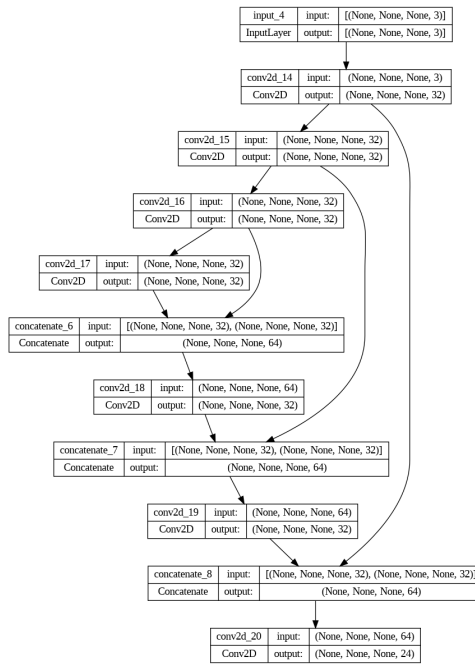 input_4 input: [(None, None, None, 3)]
InputLayer output: [(None, None, None, 3)]
conv2d_14 input: (None, None, None, 3)
Conv2D output: (None, None, None, 32)
conv2d_15 input: (None, None, None, 32)
Conv2D output: (None, None, None, 32)
conv2d_16 input: (None, None, None, 32)
Conv2D output: (None, None, None, 32)
conv2d_17 input: (None, None, None, 32)
Conv2D output: (None, None, None, 32)
concatenate_6 input: [(None, None, None, 32), (None, None, None, 32)]
Concatenate output: (None, None, None, 64)
conv2d_18 input: (None, None, None, 64)
Conv2D output: (None, None, None, 32)
concatenate_7 input: [(None, None, None, 32), (None, None, None, 32)]
Concatenate output: (None, None, None, 64)
conv2d_19 input: (None, None, None, 64)
Conv2D output: (None, None, None, 32)
concatenate_8 input: [(None, None, None, 32), (None, None, None, 32)]
Concatenate output: (None, None, None, 64)
conv2d_20 input: (None, None, None, 64)
Conv2D output: (None, None, None, 24)